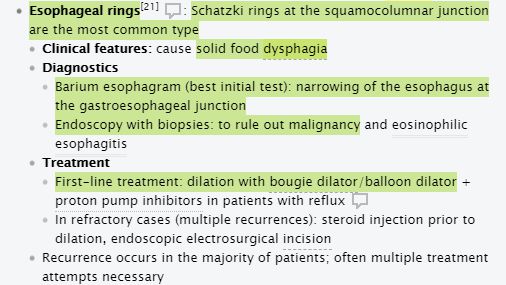 Esophageal rings[21] : Schatzki rings at the squamocolumnar junction
are the most common type
Clinical features: cause solid food dysphagia
Diagnostics
Barium esophagram (best initial test): narrowing of the esophagus at
the gastroesophageal junction
Endoscopy with biopsies: to rule out malignancy and eosinophilic
esophagitis
Treatment
First-line treatment: dilation with bougie dilator/balloon dilator +
proton pump inhibitors in patients with reflux
In refractory cases (multiple recurrences): steroid injection prior to
dilation, endoscopic electrosurgical incision
Recurrence occurs in the majority of patients; often multiple treatment
attempts necessary